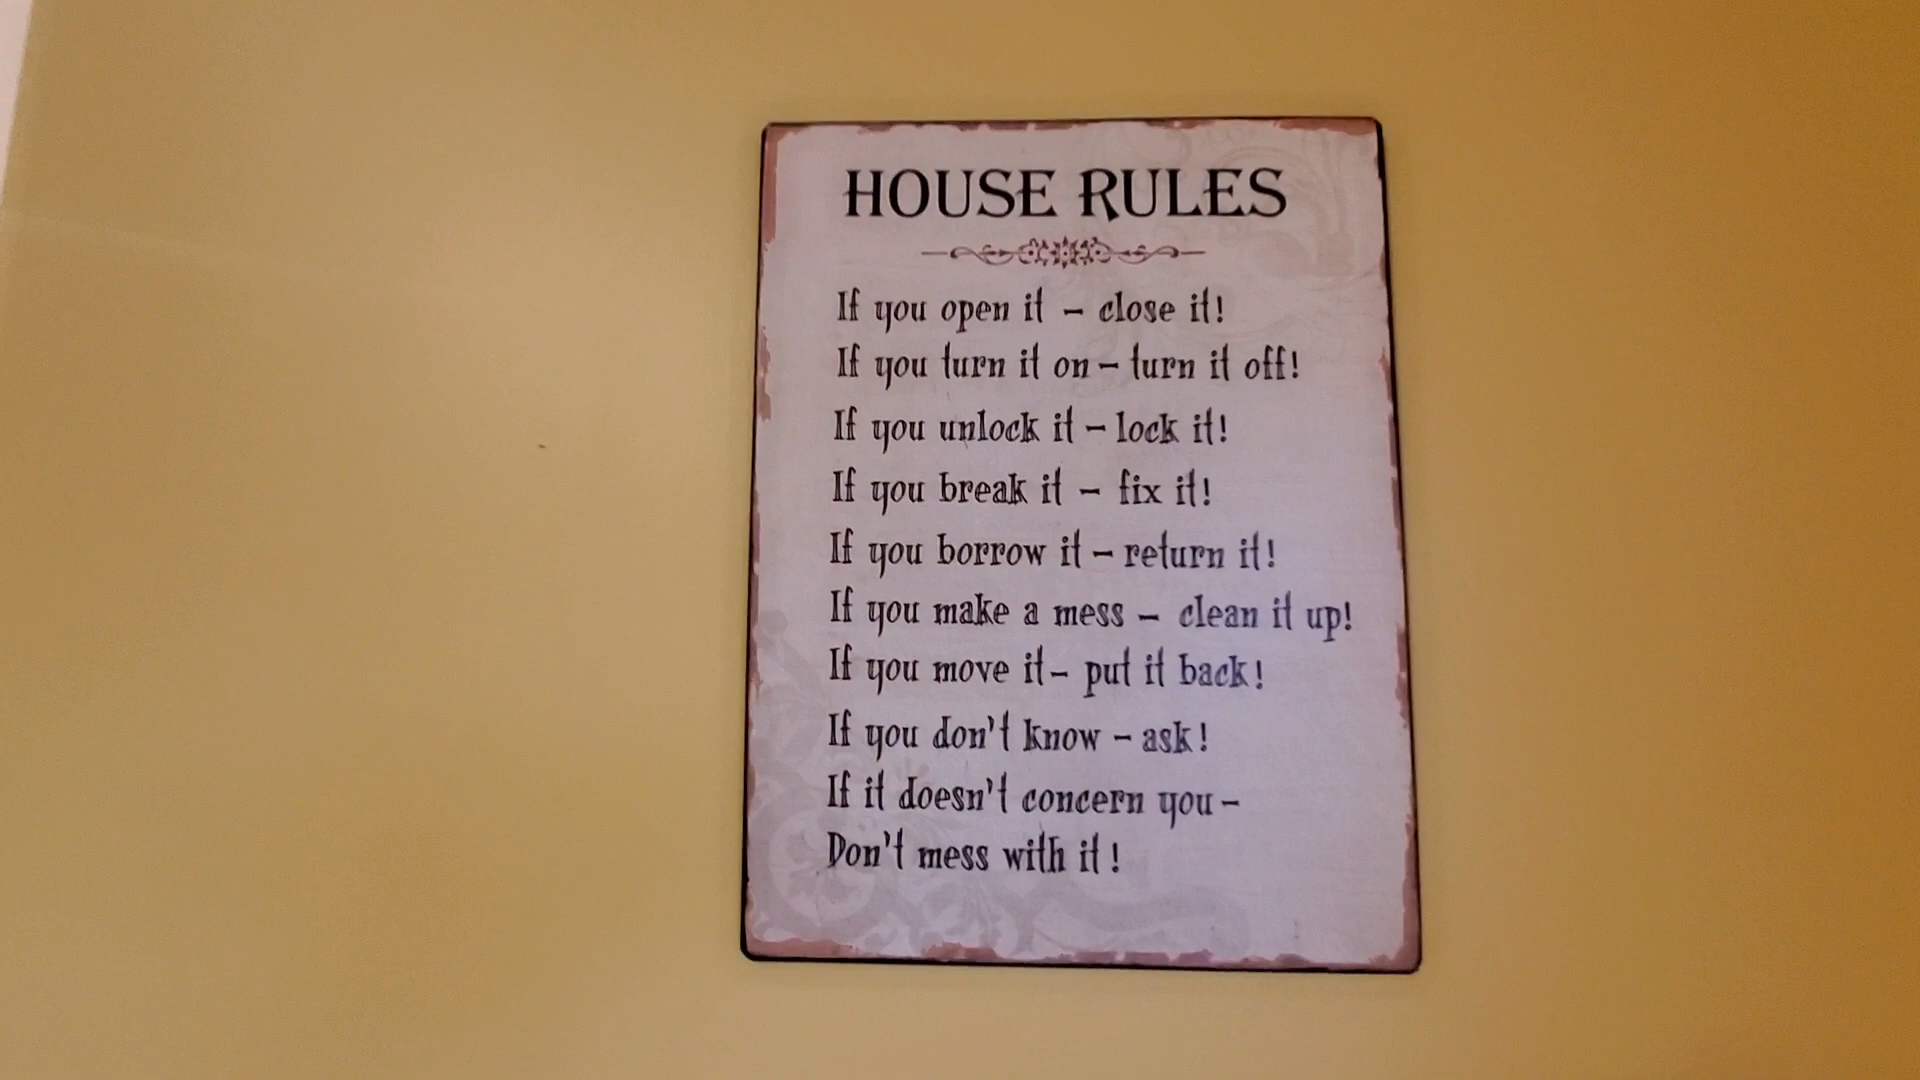 HOUSE RULES
If you open it - close it!
If you turn it on - turn it off!
If you unlock it - lock it!
If you break it - fix it!
If you borrow it - return it!
If you make a mess - clean it up!
If you move it - put it back!
If you don't know - ask!
If it doesn't concern you -
Don't mess with it!